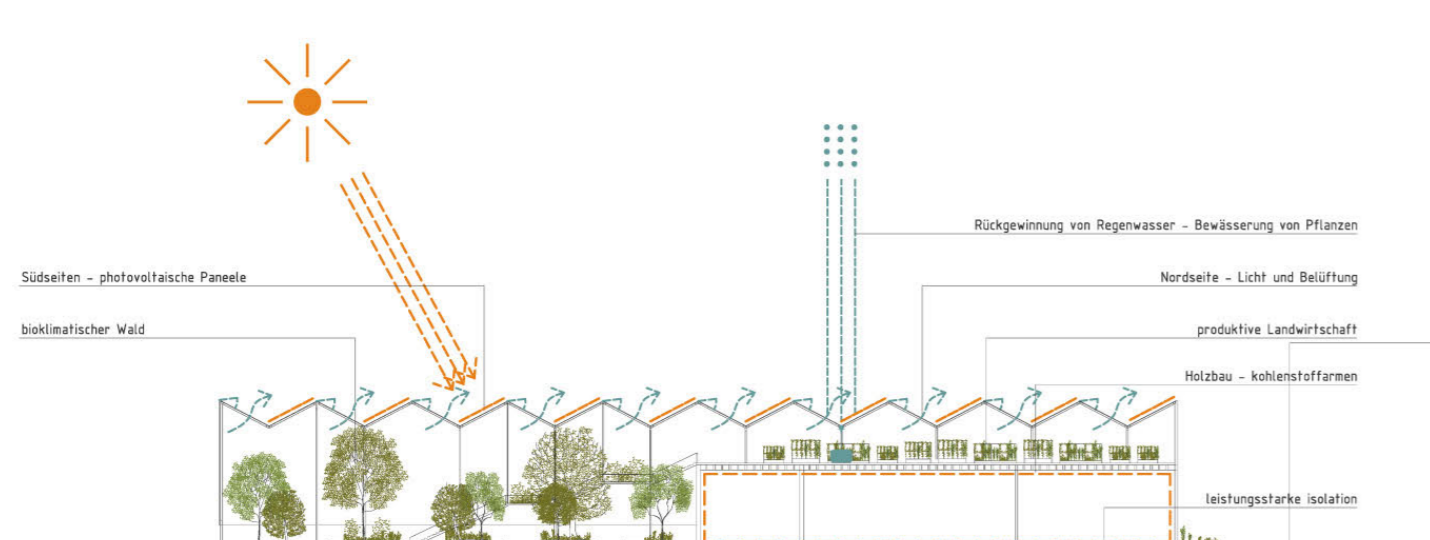 Rückgewinnung von Regenwasser - Bewässerung von Pflanzen
Südseiten - photovoltaische Paneele
Nordseite - Licht und Belüftung
bioklimatischer Wald
produktive Landwirtschaft
Holzbau - kohlenstoffarmen
leistungsstarke isolation